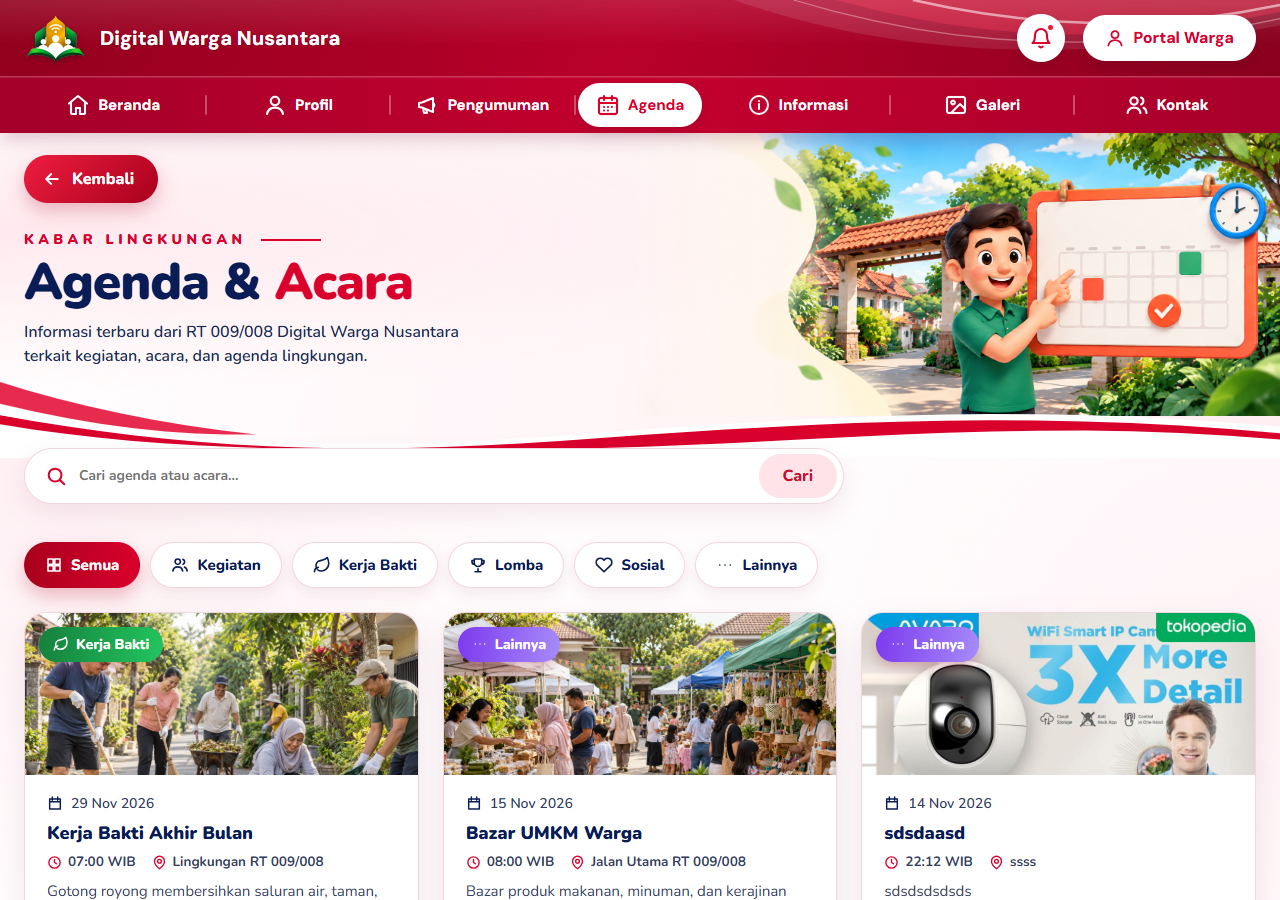 Digital Warga Nusantara
Portal Warga
Beranda
Profil
Pengumuman
Agenda
Informasi
Galeri
Kontak
Kembali
KABAR LINGKUNGAN
Agenda & Acara
Informasi terbaru dari RT 009/008 Digital Warga Nusantara
terkait kegiatan, acara, dan agenda lingkungan.
Cari agenda atau acara...
Cari
Semua
Kegiatan
Kerja Bakti
Lomba
Sosial
Lainnya
Kerja Bakti
29 Nov 2026
Kerja Bakti Akhir Bulan
07:00 WIB
Lingkungan RT 009/008
Gotong royong membersihkan saluran air, taman,
Lainnya
15 Nov 2026
Bazar UMKM Warga
08:00 WIB
Jalan Utama RT 009/008
Bazar produk makanan, minuman, dan kerajinan
Lainnya
tokopedia
WiFi Smart IP Cam
3X More
Detail
Cloud
Storage
14 Nov 2026
sdsdaasd
22:12 WIB
ssss
sdsdsdsdsds